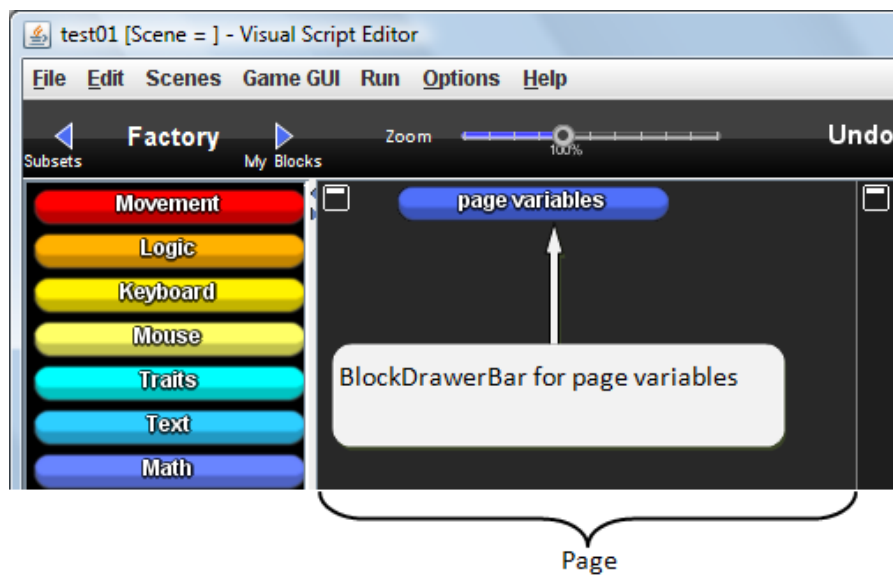 test01 [Scene = ] - Visual Script Editor
File Edit Scenes Game GUI Run Options Help
Subsets Factory My Blocks Zoom 100% Undo
Movement page variables
Logic
Keyboard
Mouse
Traits
Text
Math
BlockDrawerBar for page variables
Page